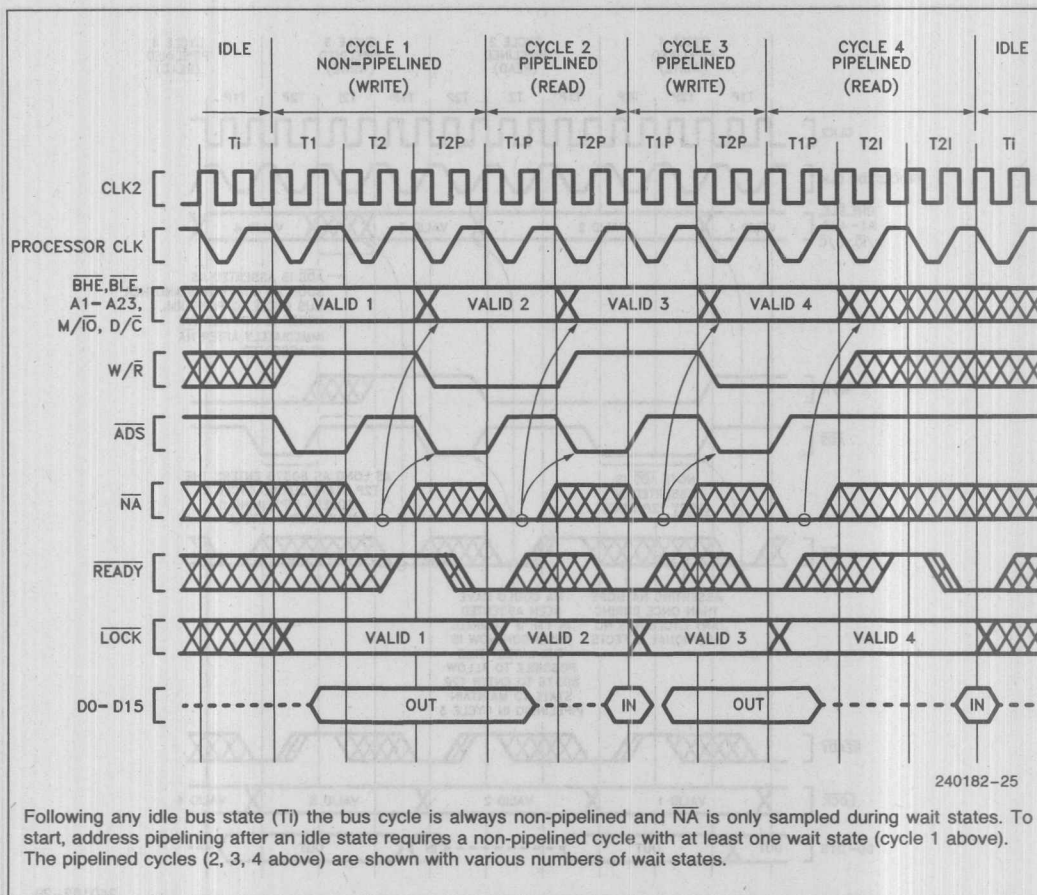 IDLE CYCLE 1 CYCLE 2 CYCLE 3 CYCLE 4 IDLE
NON-PIPELINED PIPELINED PIPELINED PIPELINED
(WRITE) (READ) (WRITE) (READ)
Ti T1 T2 T2P T1P T2P T1P T2P T1P T2I T2I Ti
CLK2
PROCESSOR CLK
BHE,BLE,
A1-A23,
M/IO, D/C
VALID 1 VALID 2 VALID 3 VALID 4
W/R
ADS
NA
READY
LOCK VALID 1 VALID 2 VALID 3 VALID 4
D0-D15 OUT IN OUT IN
240182-25
Following any idle bus state (Ti) the bus cycle is always non-pipelined and NA is only sampled during wait states. To
start, address pipelining after an idle state requires a non-pipelined cycle with at least one wait state (cycle 1 above).
The pipelined cycles (2, 3, 4 above) are shown with various numbers of wait states.